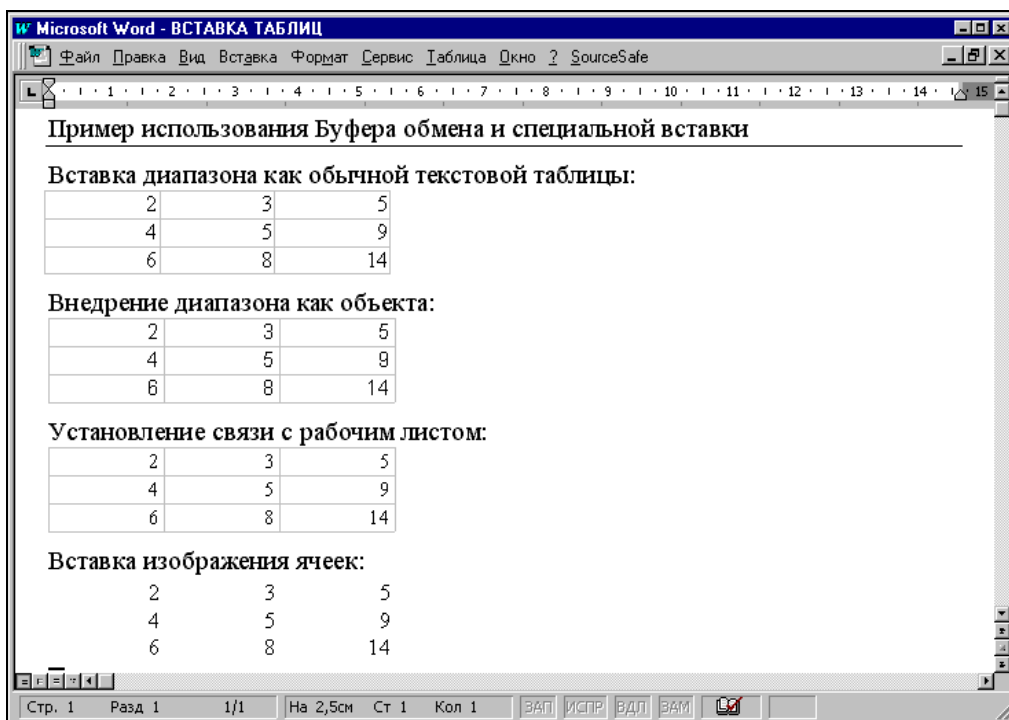 Microsoft Word - ВСТАВКА ТАБЛИЦ
Файл Правка Вид Вставка Формат Сервис Таблица Окно ? SourceSafe
1 2 3 4 5 6 7 8 9 10 11 12 13 14 15
Пример использования Буфера обмена и специальной вставки
Вставка диапазона как обычной текстовой таблицы:
2 3 5
4 5 9
6 8 14
Внедрение диапазона как объекта:
2 3 5
4 5 9
6 8 14
Установление связи с рабочим листом:
2 3 5
4 5 9
6 8 14
Вставка изображения ячеек:
2 3 5
4 5 9
6 8 14
Стр. 1 Разд 1 1/1 На 2,5см Ст 1 Кол 1 ЗАП ИСПР ВДЛ ЗАМ